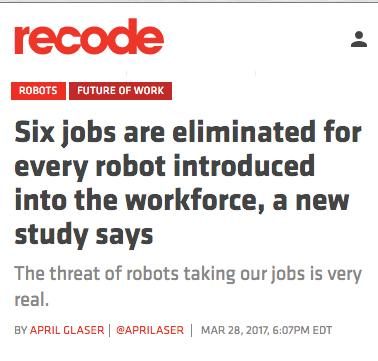 recode
ROBOTS FUTURE OF WORK
Six jobs are eliminated for
every robot introduced
into the workforce, a new
study says
The threat of robots taking our jobs is very
real.
BY APRIL GLASER | @APRILASER | MAR 28, 2017, 6:07PM EDT